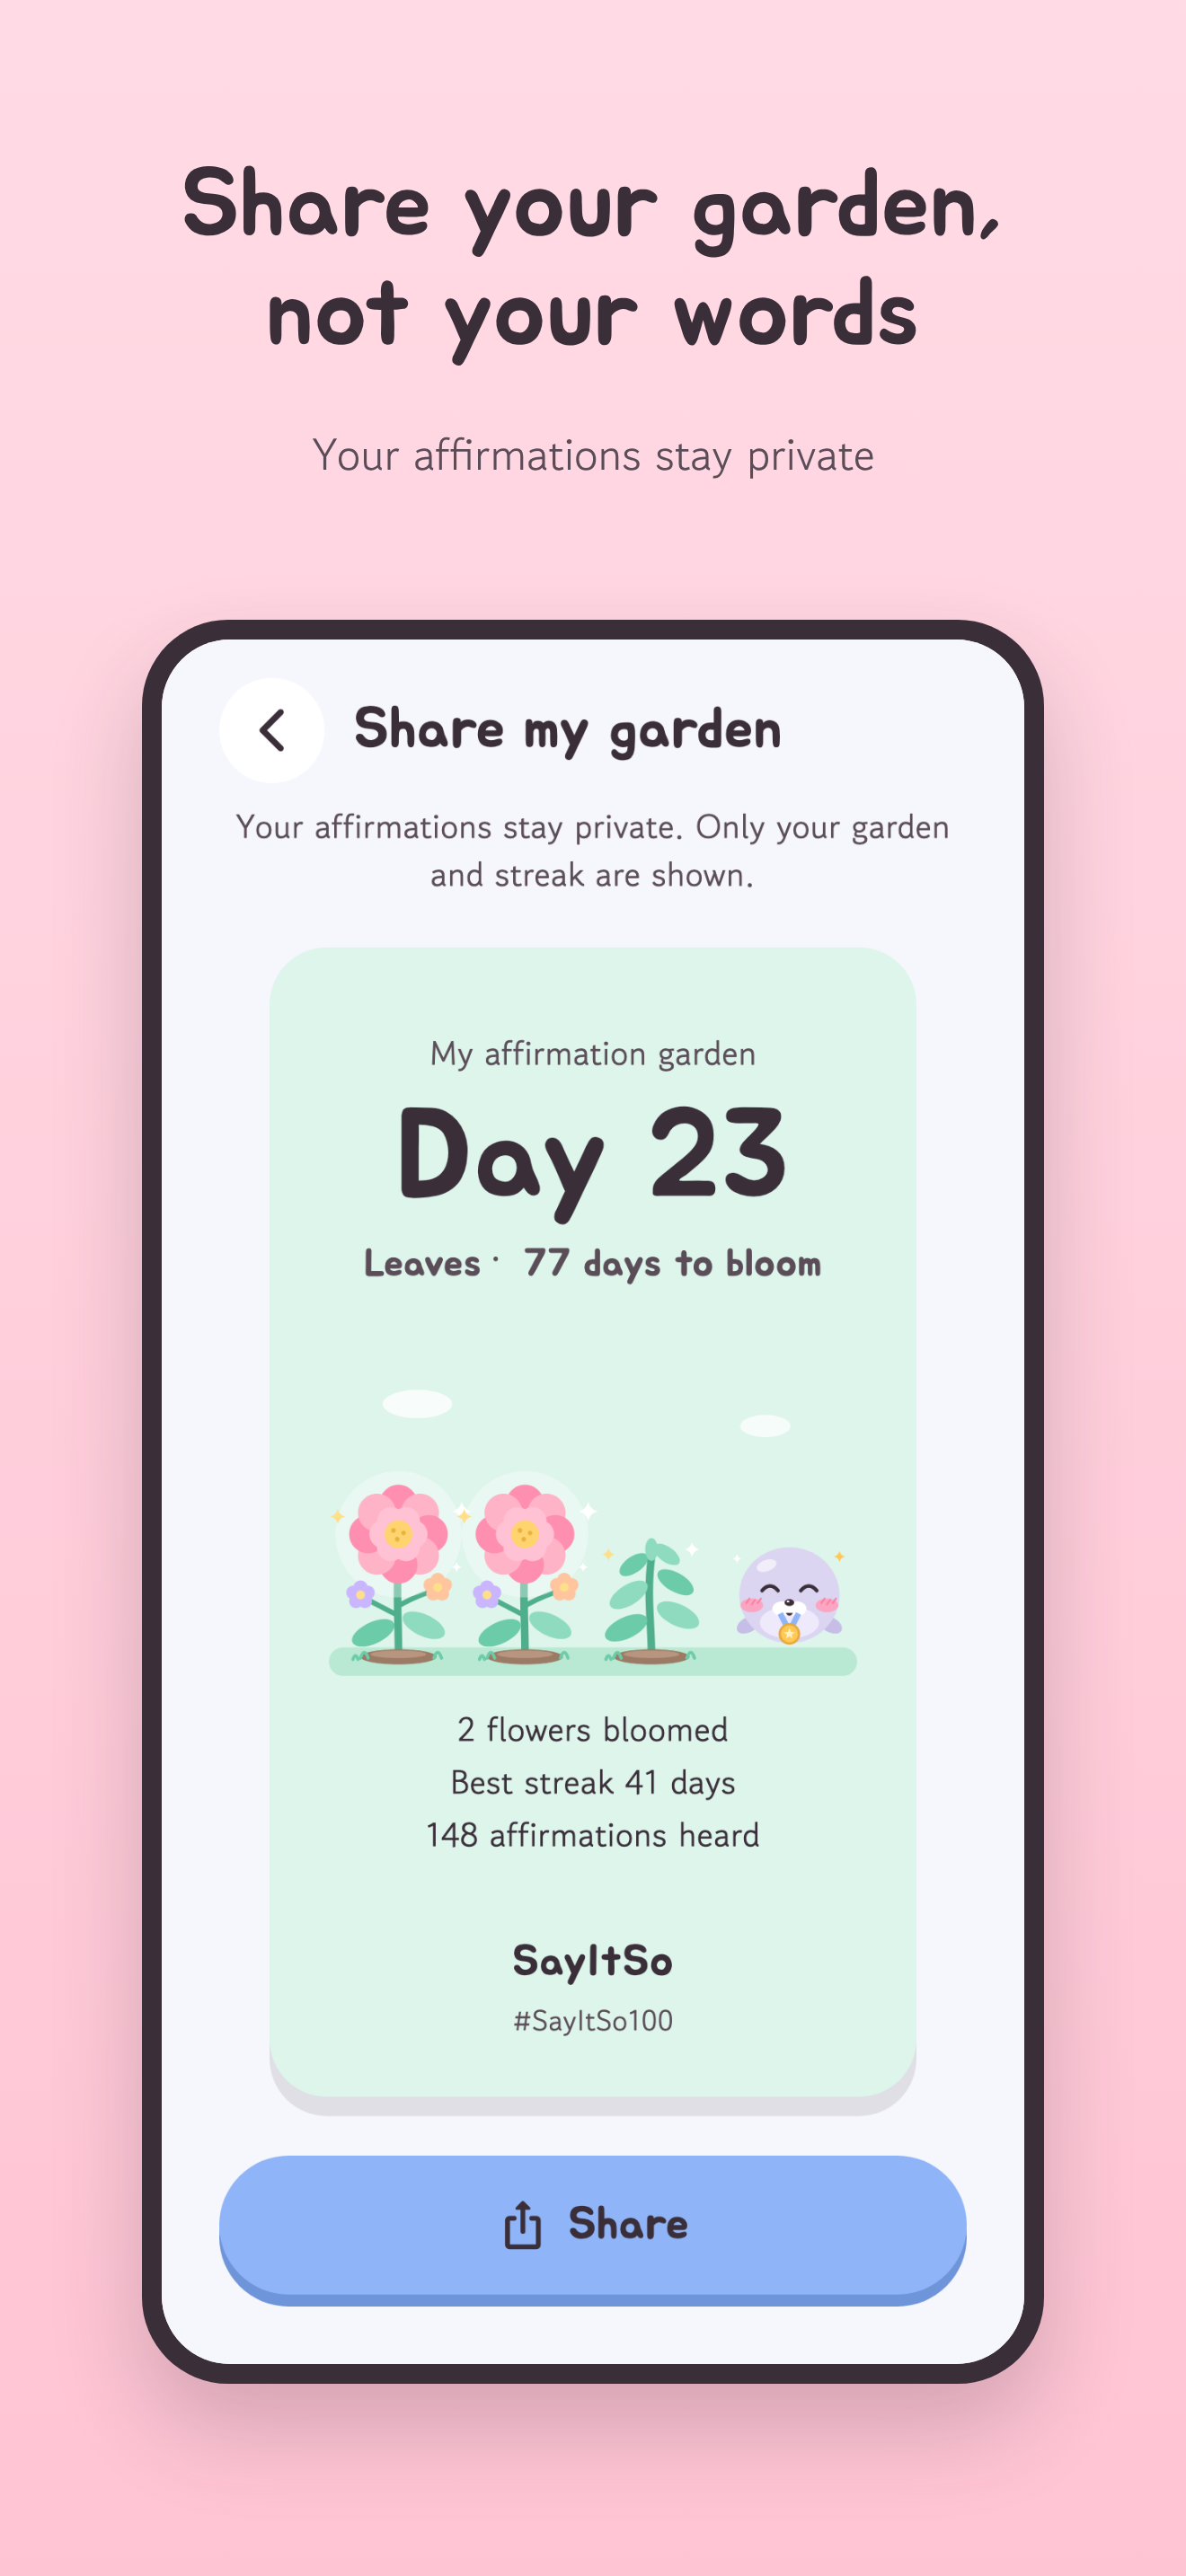 Share your garden,
not your words
Your affirmations stay private
Share my garden
Your affirmations stay private. Only your garden
and streak are shown.
My affirmation garden
Day 23
Leaves · 77 days to bloom
2 flowers bloomed
Best streak 41 days
148 affirmations heard
SayItSo
#SayItSo100
Share